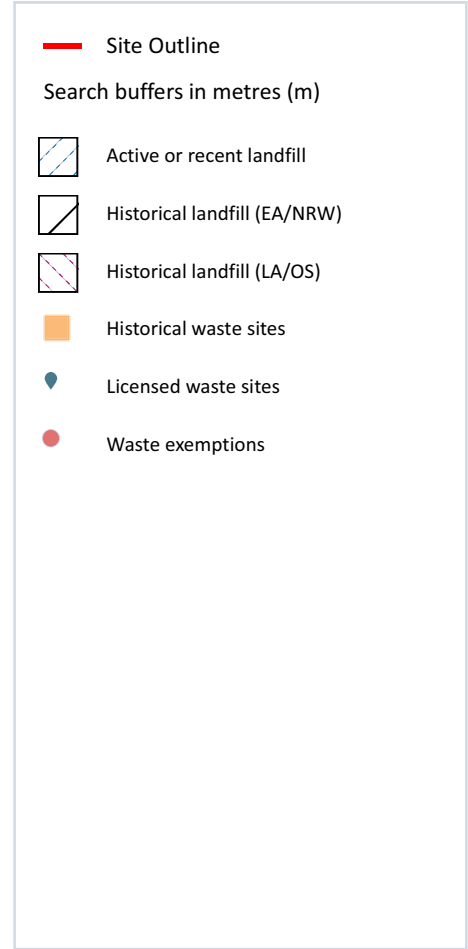 Site Outline
Search buffers in metres (m)
Active or recent landfill
Historical landfill (EA/NRW)
Historical landfill (LA/OS)
Historical waste sites
Licensed waste sites
Waste exemptions